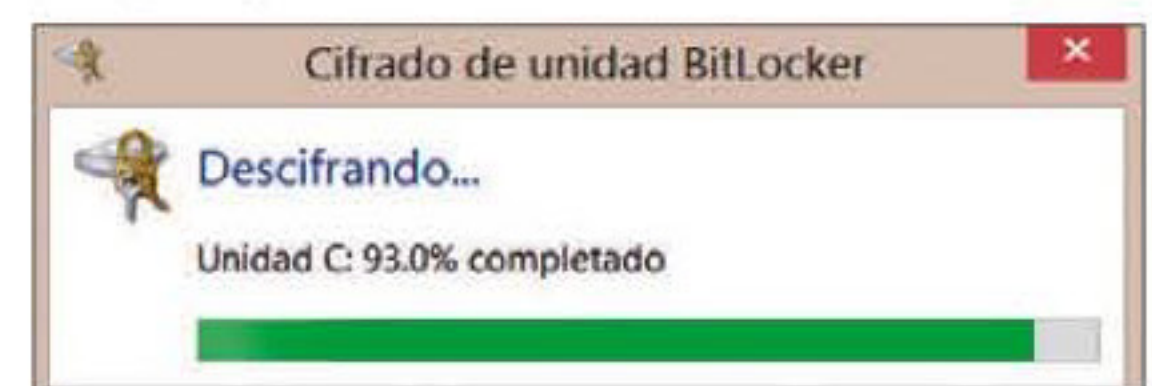 Cifrado de unidad BitLocker
Descifrando...
Unidad C: 93.0% completado